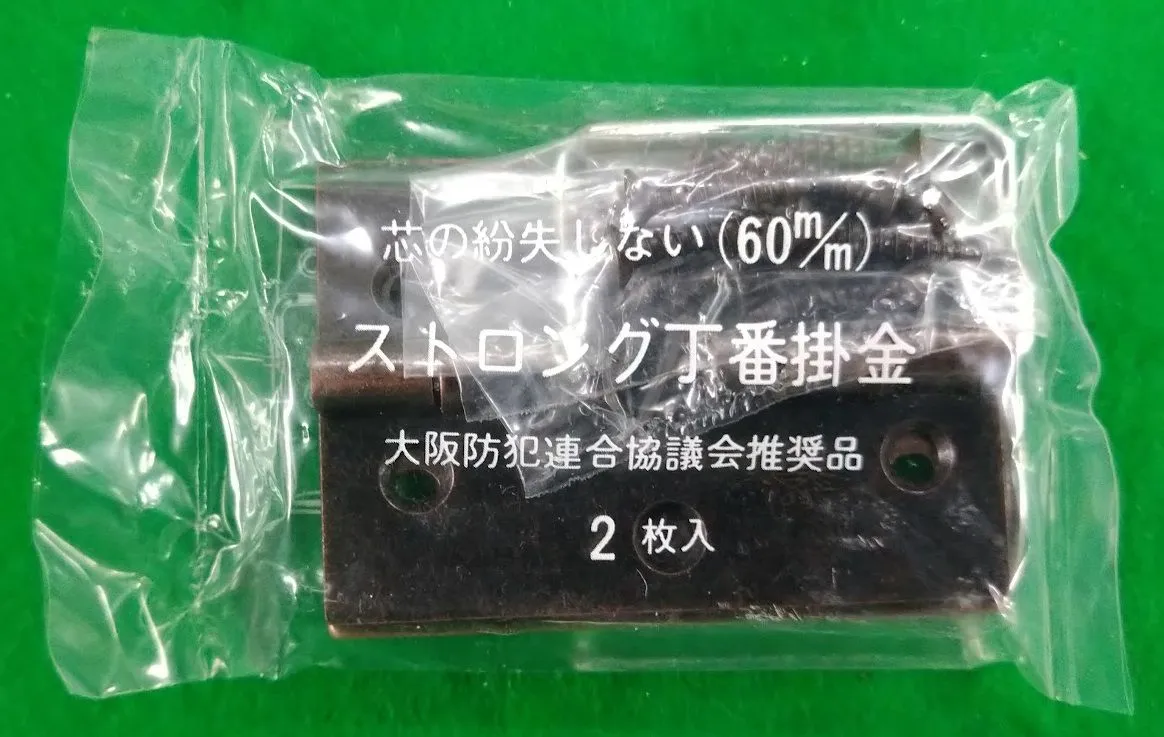 芯の紛失しない(60m/m)
ストロング丁番掛金
大阪防犯連合協議会推奨品
2枚入